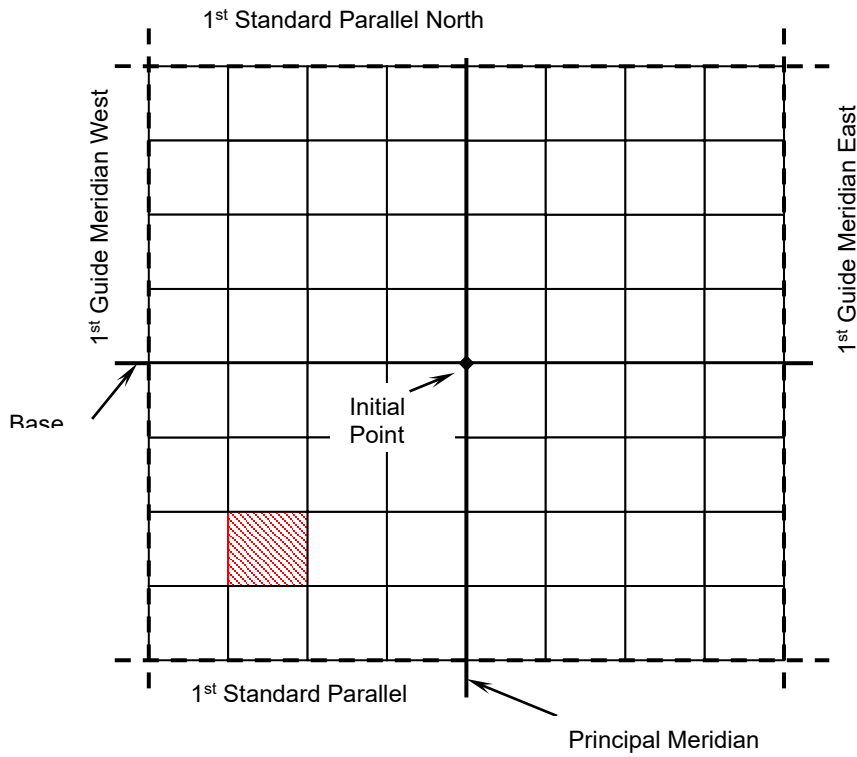 1st Standard Parallel North
1st Guide Meridian West
1st Guide Meridian East
Base
Initial
Point
1st Standard Parallel
Principal Meridian